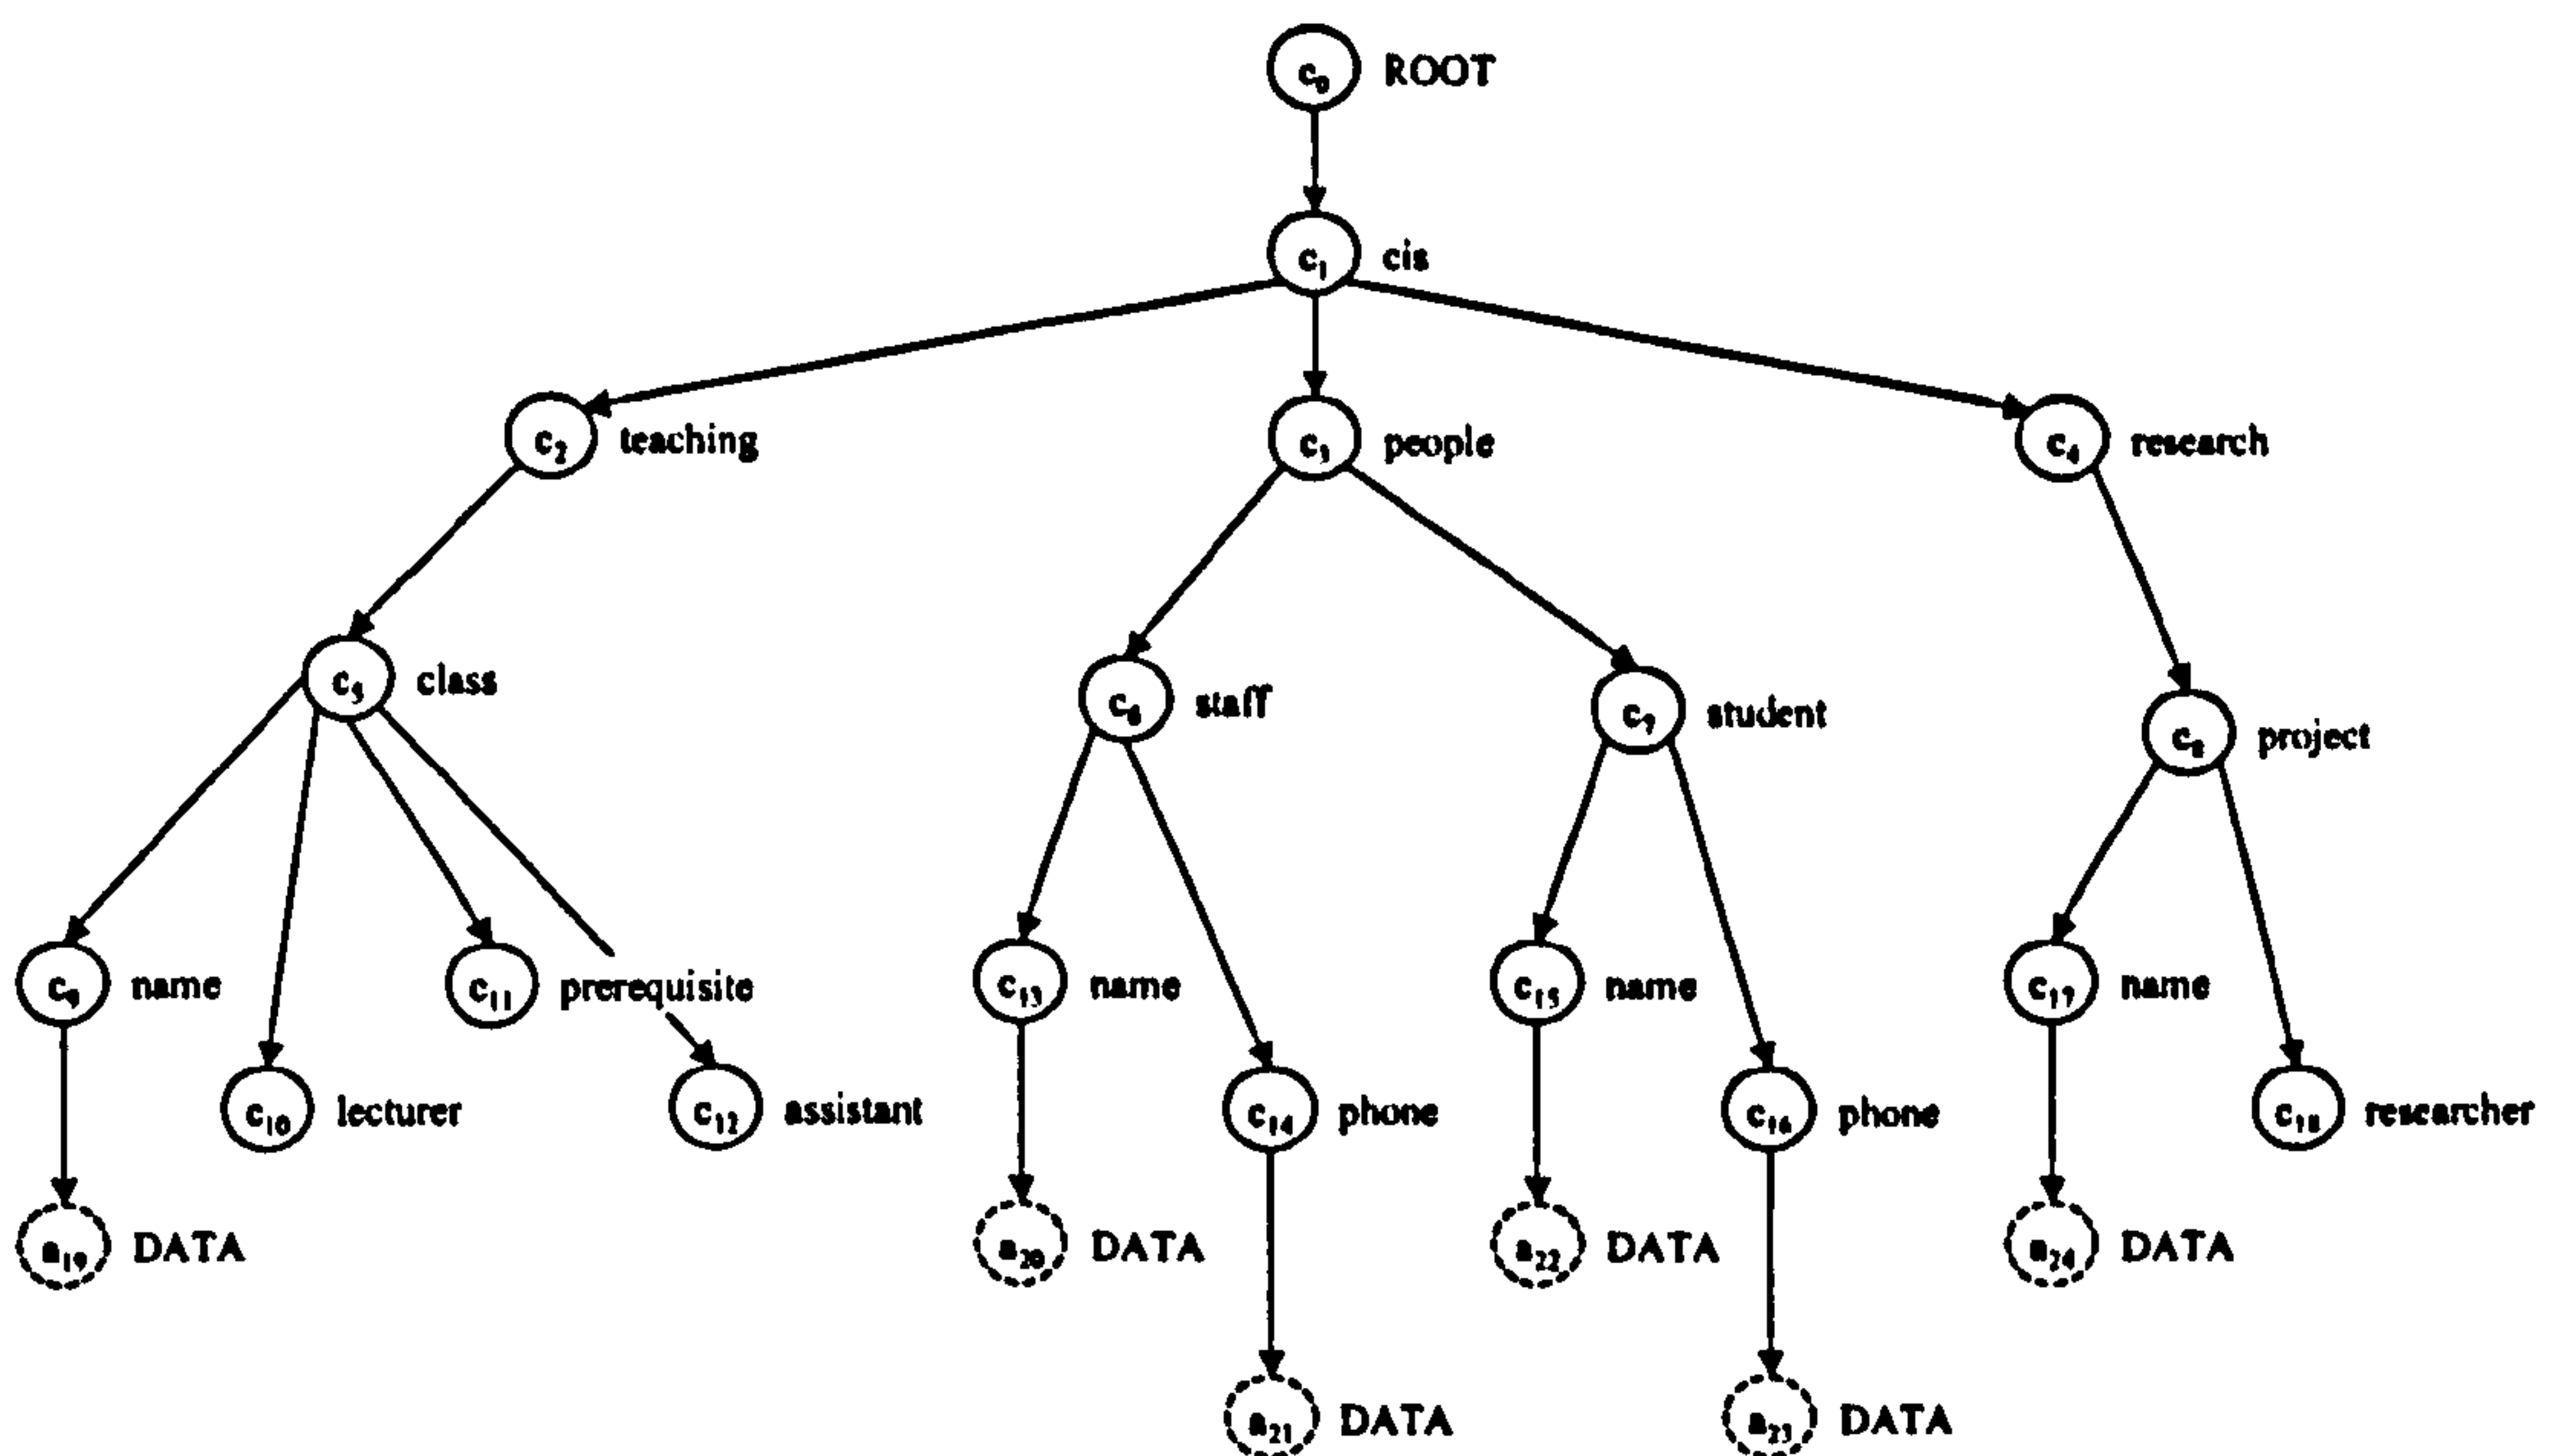 c0 ROOT
c1 cis
c2 teaching
c3 people
c4 research
c5 class
c6 staff
c7 student
c8 project
c9 name
c11 prerequisite
c13 name
c15 name
c17 name
c10 lecturer
c12 assistant
c14 phone
c16 phone
c18 researcher
a19 DATA
a20 DATA
a22 DATA
a24 DATA
a21 DATA
a23 DATA